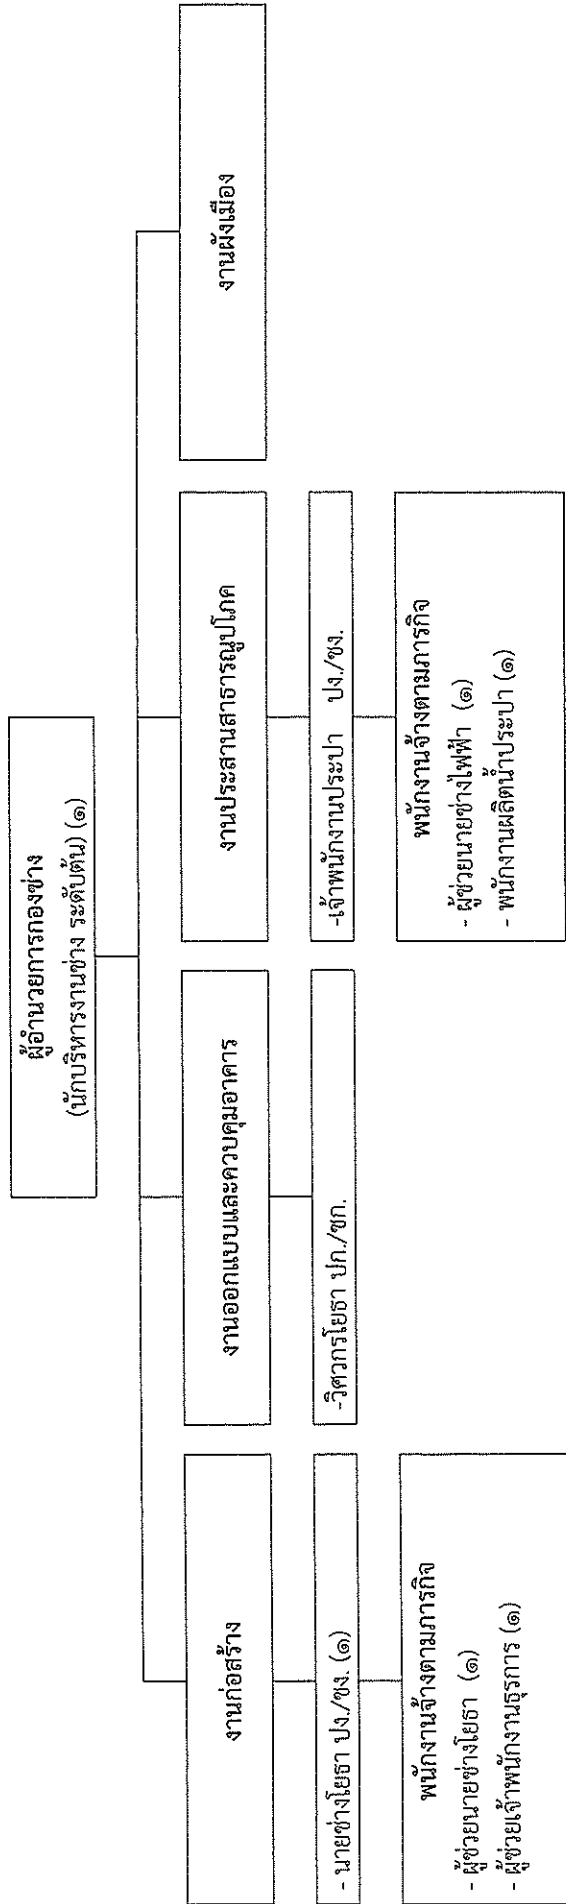 ผู้อำนวยการกองช่าง
(นักบริหารงานช่าง ระดับต้น) (๑)
งานก่อสร้าง
- นายช่างโยธา ปง./ชง. (๑)
พนักงานจ้างตามภารกิจ
- ผู้ช่วยนายช่างโยธา (๑)
- ผู้ช่วยเจ้าพนักงานธุรการ (๑)
งานออกแบบและควบคุมอาคาร
-วิศวกรโยธา ปก./ชก.
งานประสานสาธารณูปโภค
-เจ้าพนักงานประปา ปง./ชง.
พนักงานจ้างตามภารกิจ
- ผู้ช่วยนายช่างไฟฟ้า (๑)
- พนักงานผลิตน้ำประปา (๑)
งานผังเมือง